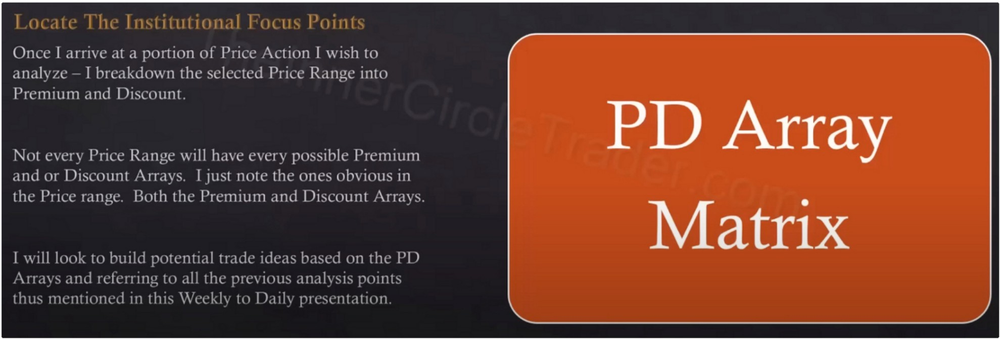 Locate The Institutional Focus Points
Once I arrive at a portion of Price Action I wish to
analyze – I breakdown the selected Price Range into
Premium and Discount.
Not every Price Range will have every possible Premium
and or Discount Arrays.  I just note the ones obvious in
the Price range.  Both the Premium and Discount Arrays.
I will look to build potential trade ideas based on the PD
Arrays and referring to all the previous analysis points
thus mentioned in this Weekly to Daily presentation.
PD Array
Matrix
TheInnerCircleTrader.com